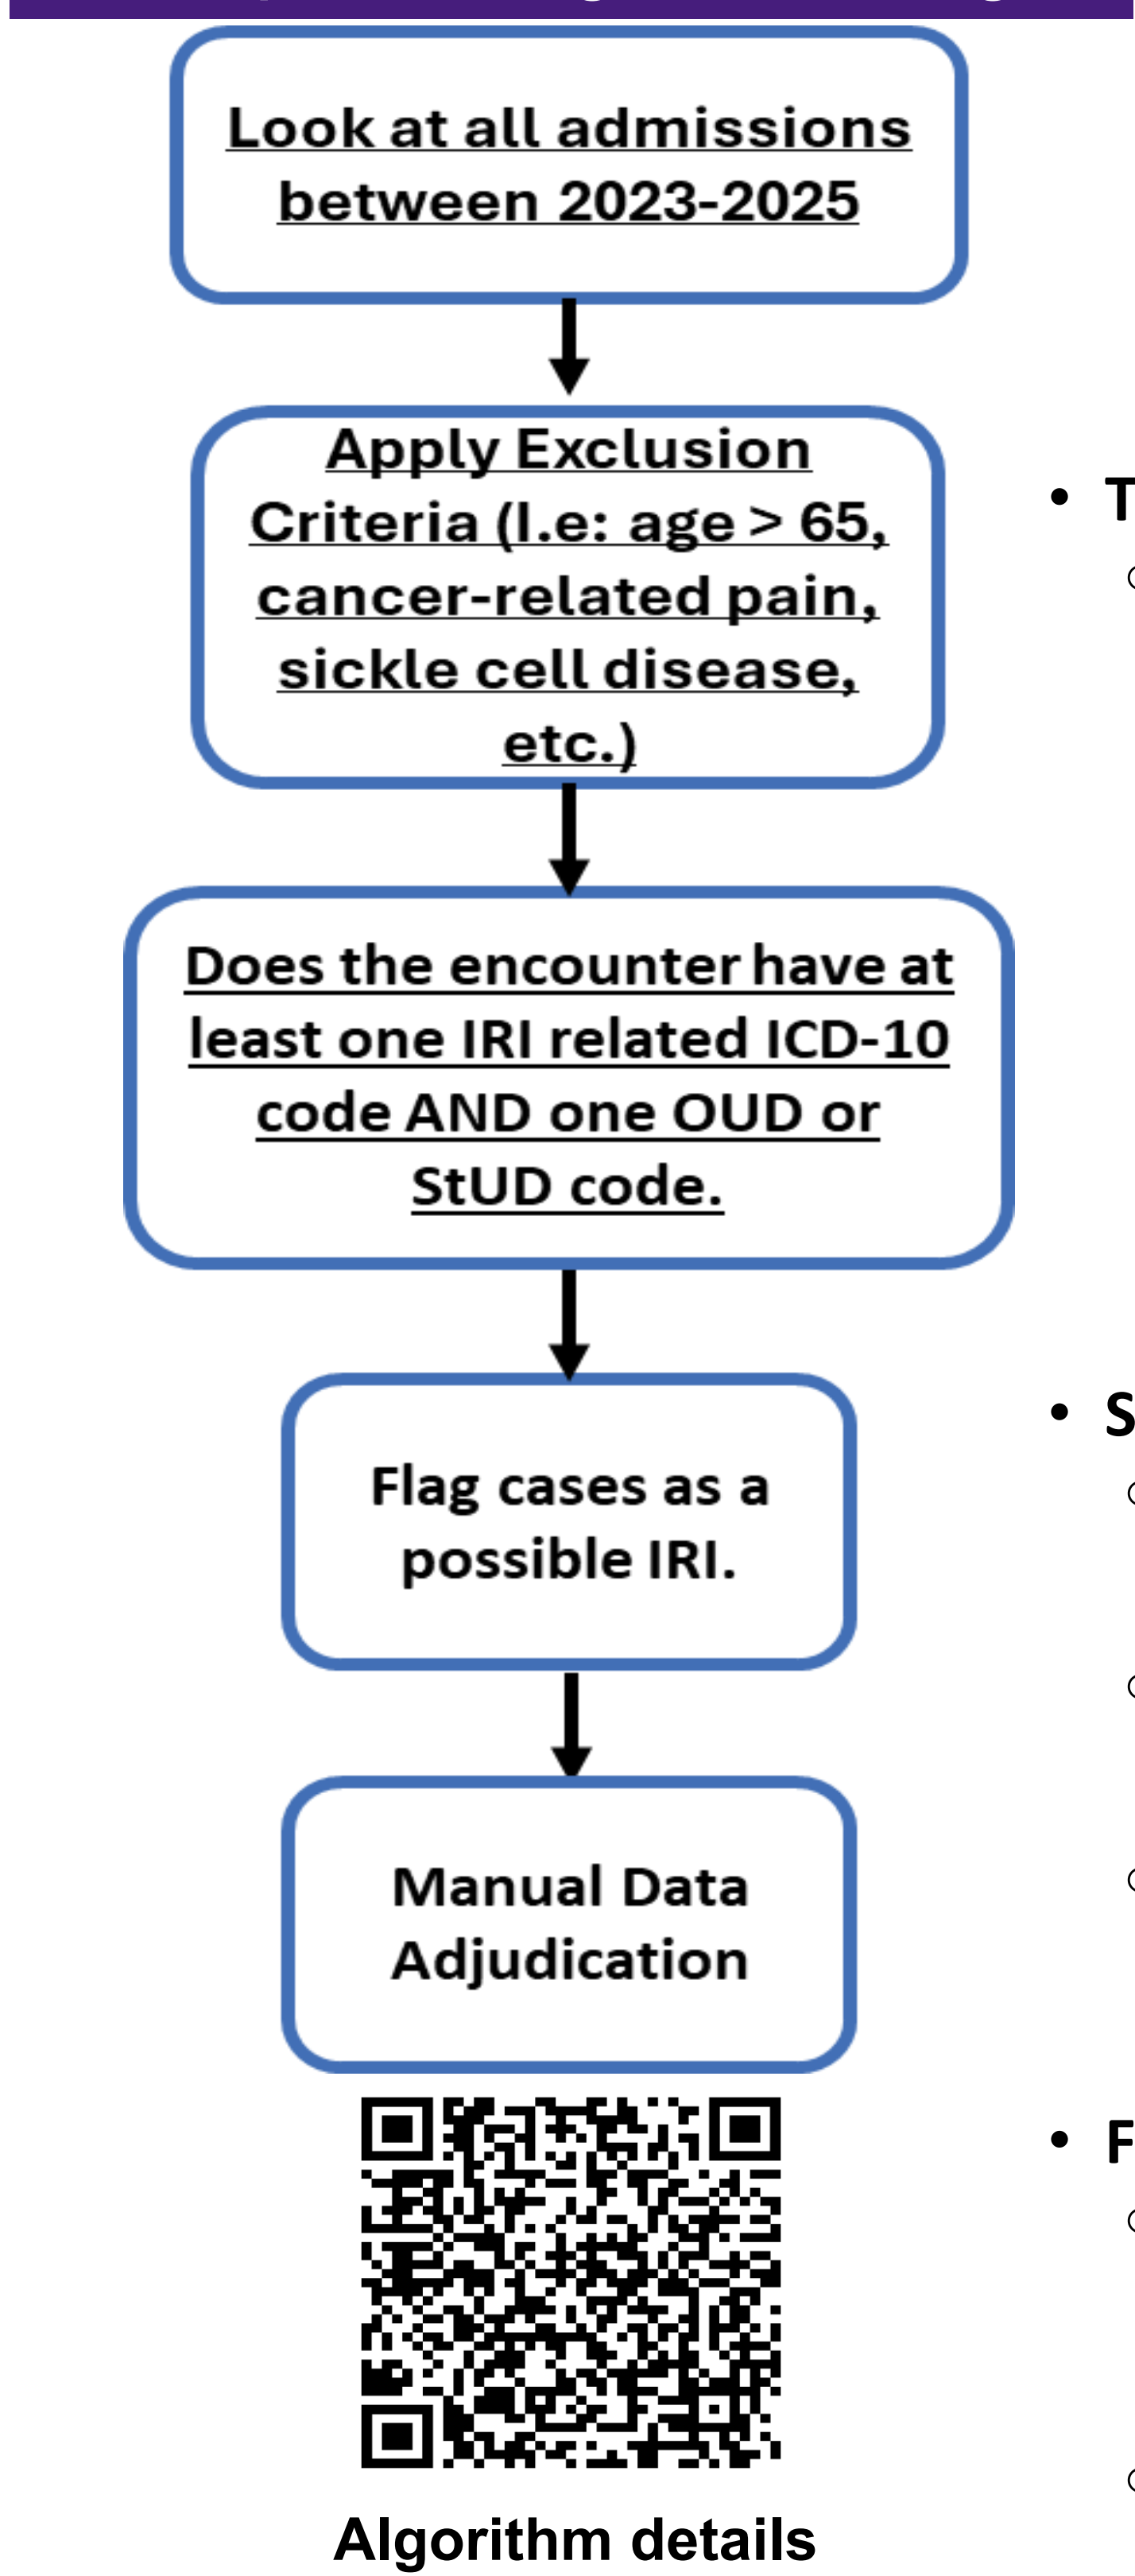 Look at all admissions
between 2023-2025
Apply Exclusion
Criteria (I.e: age > 65,
cancer-related pain,
sickle cell disease,
etc.)
Does the encounter have at
least one IRI related ICD-10
code AND one OUD or
StUD code.
Flag cases as a
possible IRI.
Manual Data
Adjudication
Algorithm details
• T
• S
• F